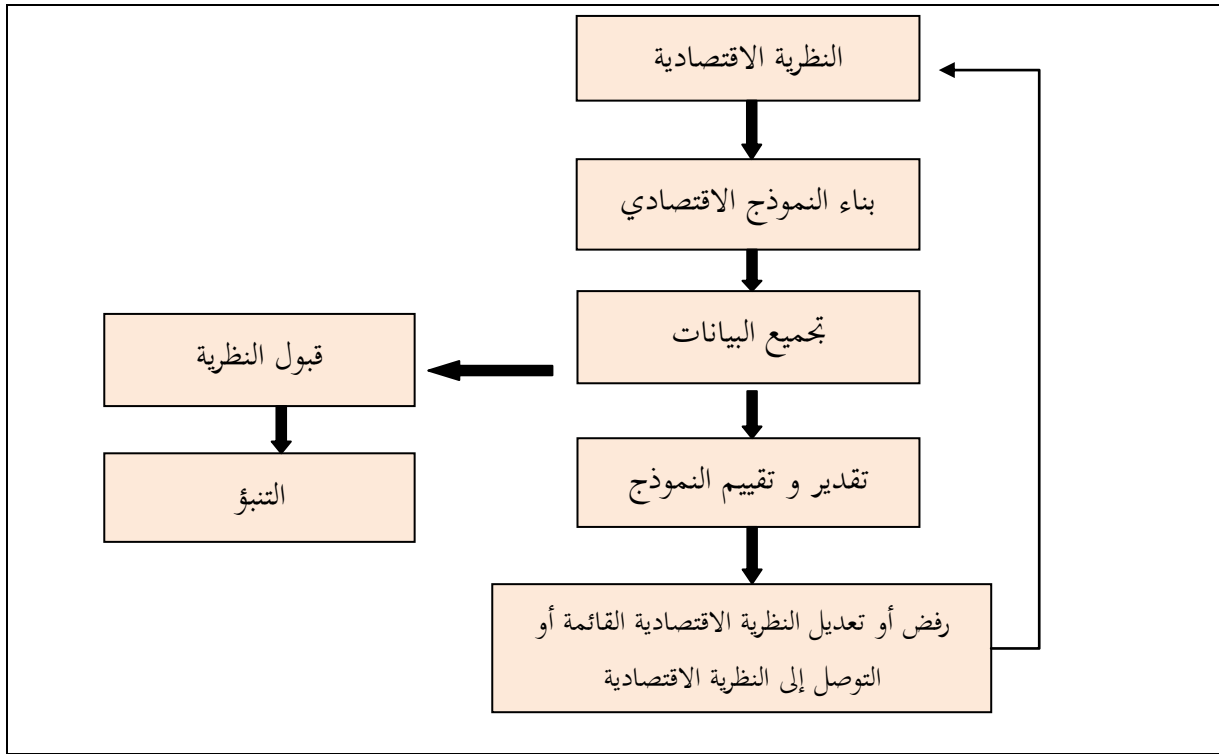 النظرية الاقتصادية
بناء النموذج الاقتصادي
تجميع البيانات
قبول النظرية
تقدير و تقييم النموذج
التنبؤ
رفض أو تعديل النظرية الاقتصادية القائمة أو
التوصل إلى النظرية الاقتصادية